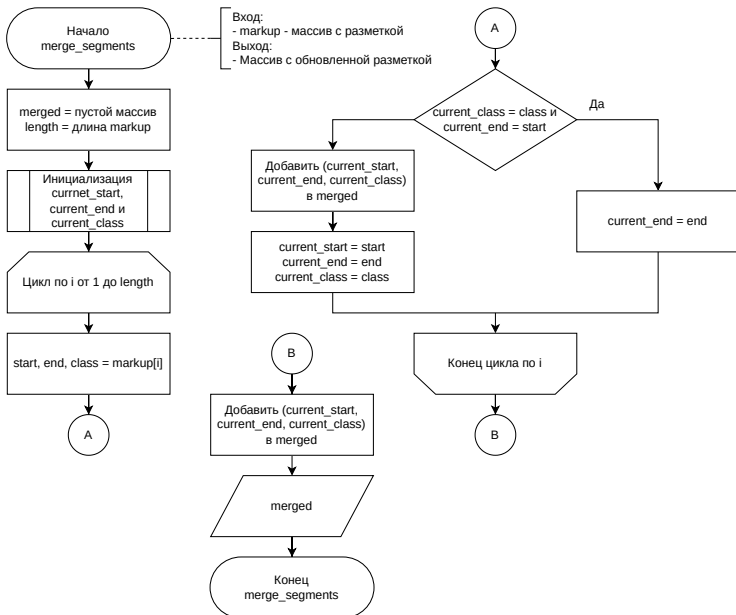 Начало
merge_segments
Вход:
- markup - массив с разметкой
Выход:
- Массив с обновленной разметкой
merged = пустой массив
length = длина markup
Инициализация
currnet_start,
current_end и
current_class
Цикл по i от 1 до length
start, end, class = markup[i]
A
A
current_class = class и
current_end = start
Да
Добавить (current_start,
current_end, current_class)
в merged
current_start = start
current_end = end
current_class = class
current_end = end
Конец цикла по i
B
B
Добавить (current_start,
current_end, current_class)
в merged
merged
Конец
merge_segments